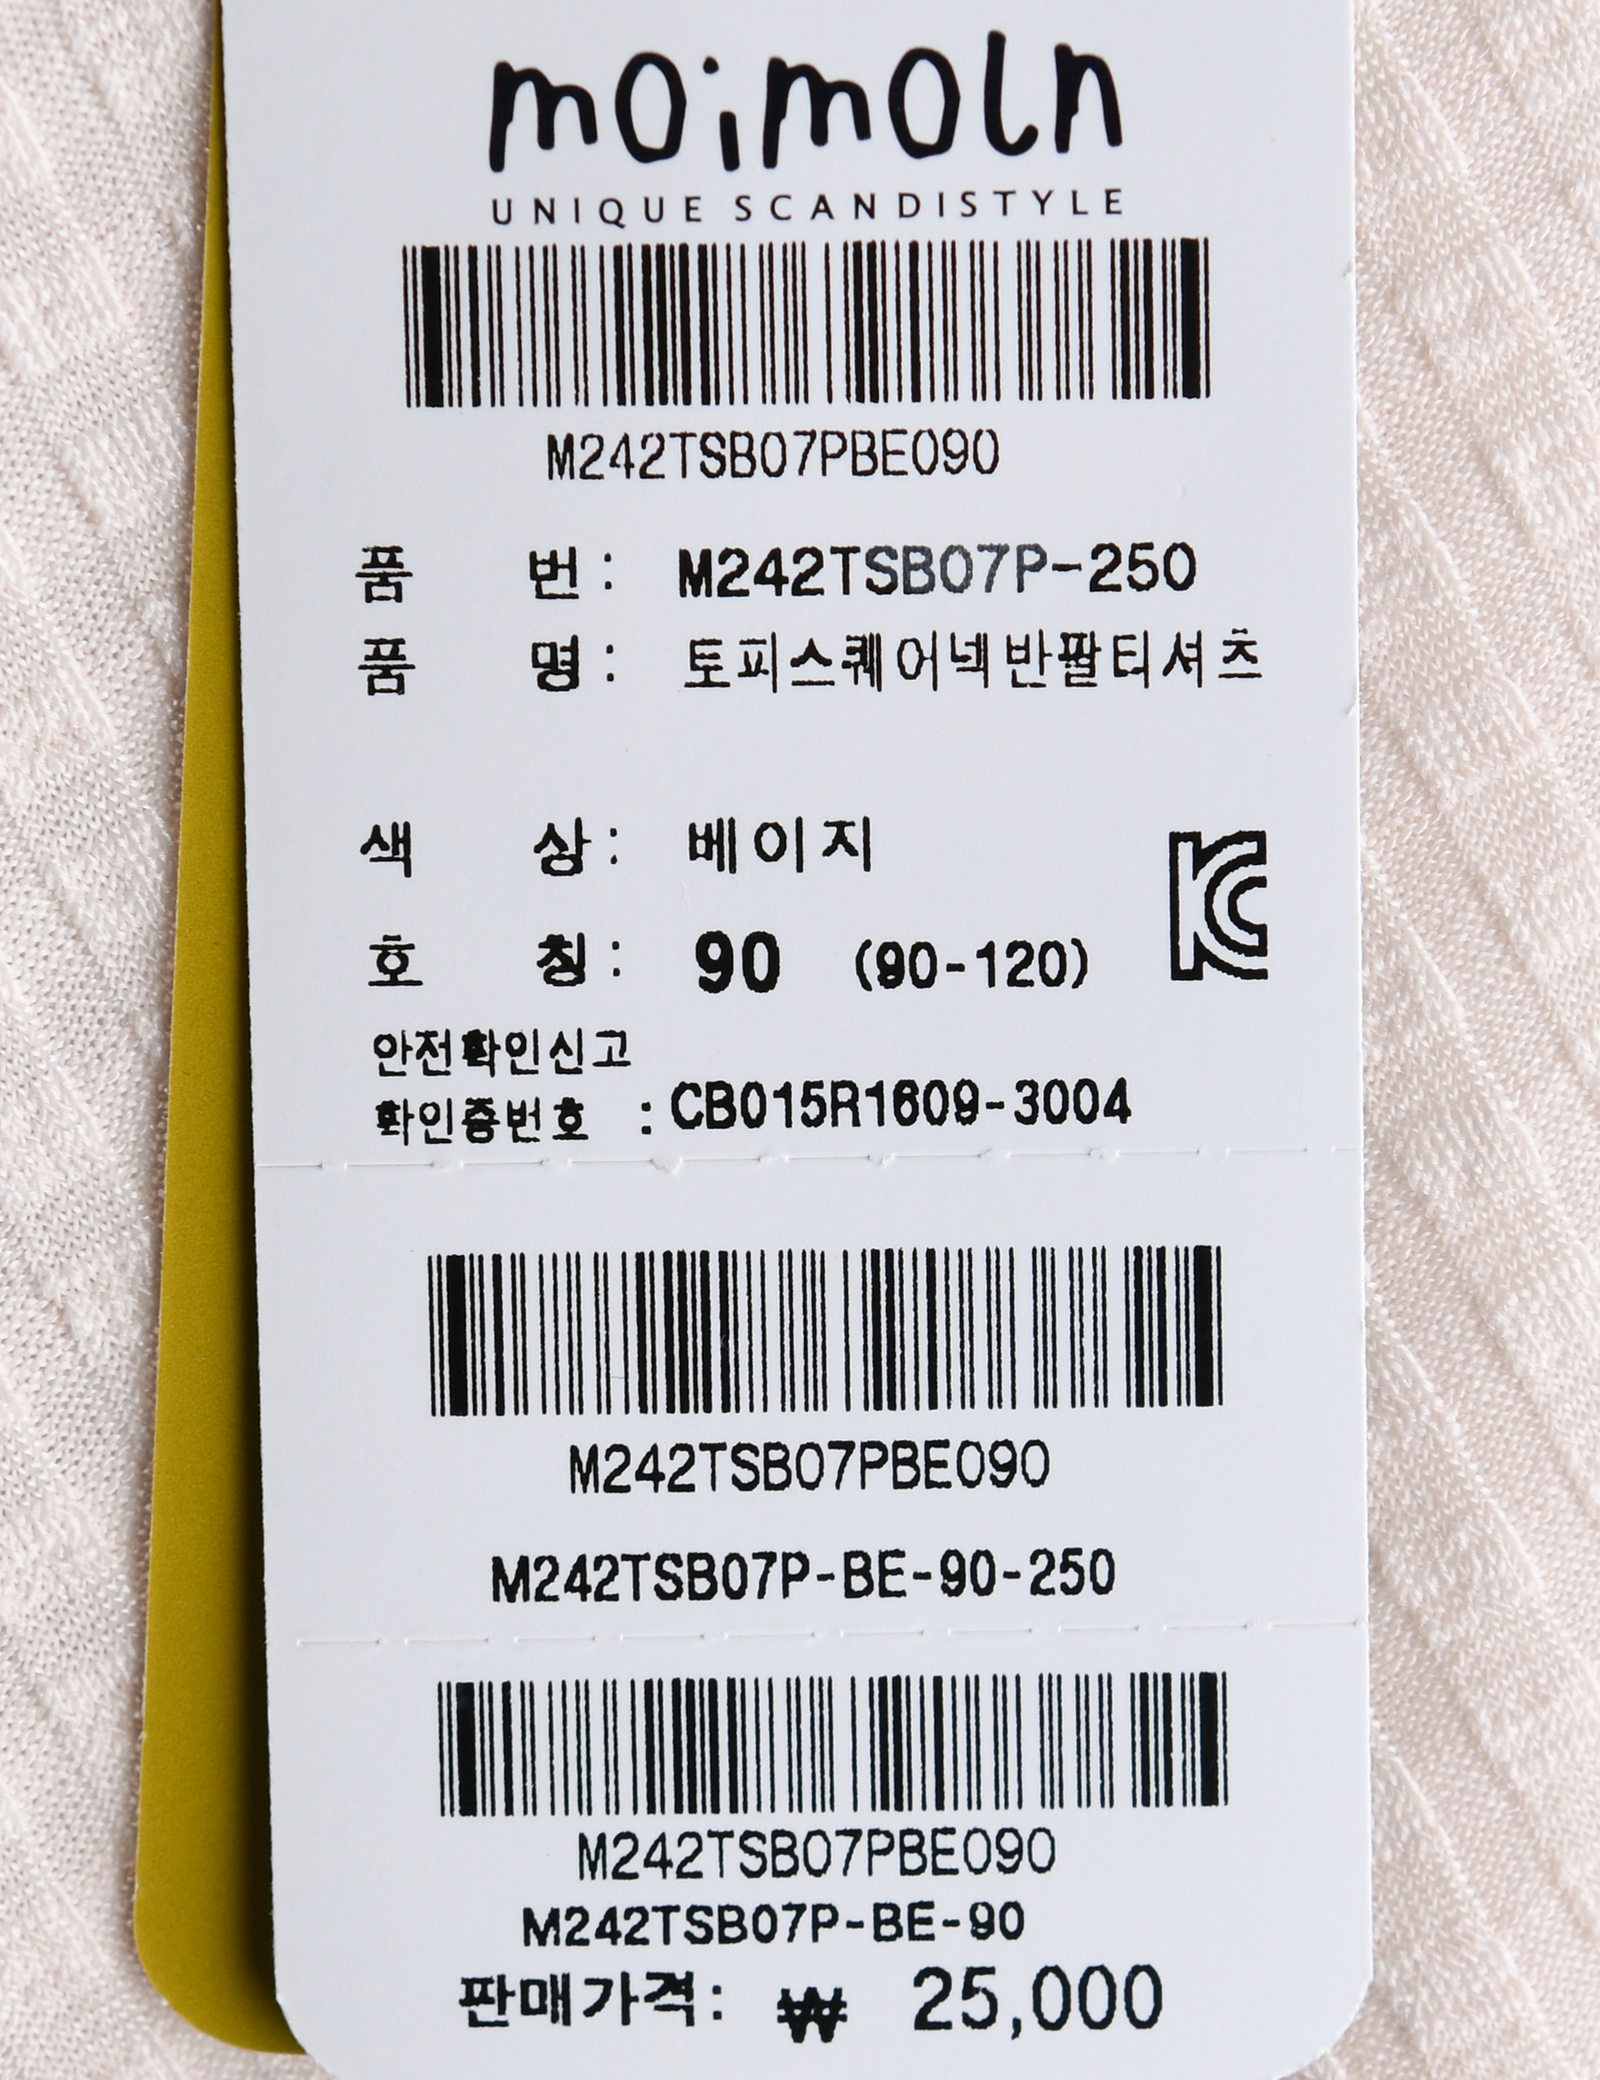 moimoln
UNIQUE SCANDISTYLE
M242TSB07PBE090
품 번 : M242TSB07P-250
품 명 : 토피스퀘어넥반팔티셔츠
색 상 : 베이지
호 칭 : 90 (90-120)
안전확인신고
확인증번호 : CB015R1609-3004
M242TSB07PBE090
M242TSB07P-BE-90-250
M242TSB07PBE090
M242TSB07P-BE-90
판매가격: ₩ 25,000